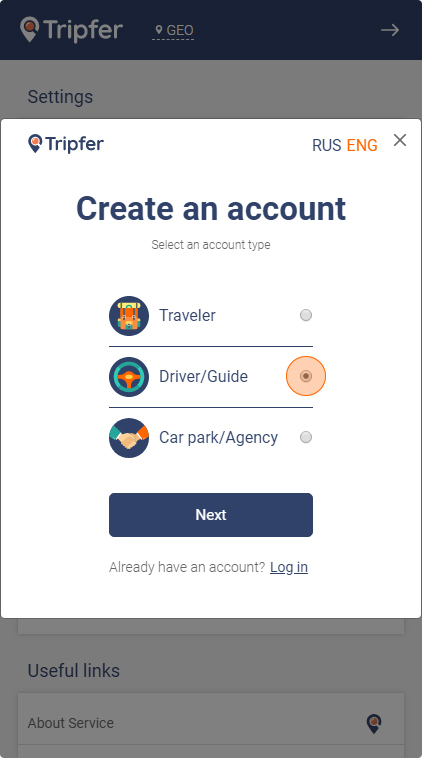 Tripfer
GEO
Settings
Tripfer
RUS ENG
Create an account
Select an account type
Traveler
Driver/Guide
Car park/Agency
Next
Already have an account? Log in
Useful links
About Service